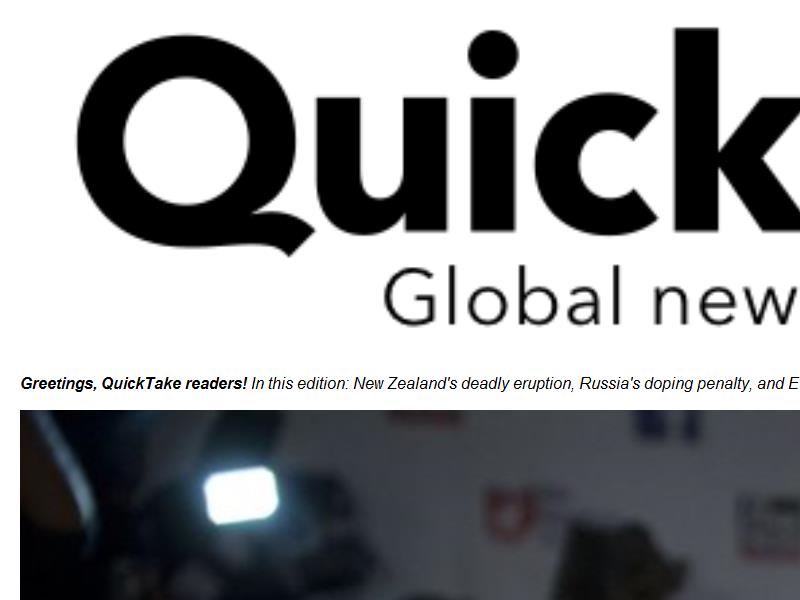 Quick
Global new
Greetings, QuickTake readers! In this edition: New Zealand's deadly eruption, Russia's doping penalty, and E